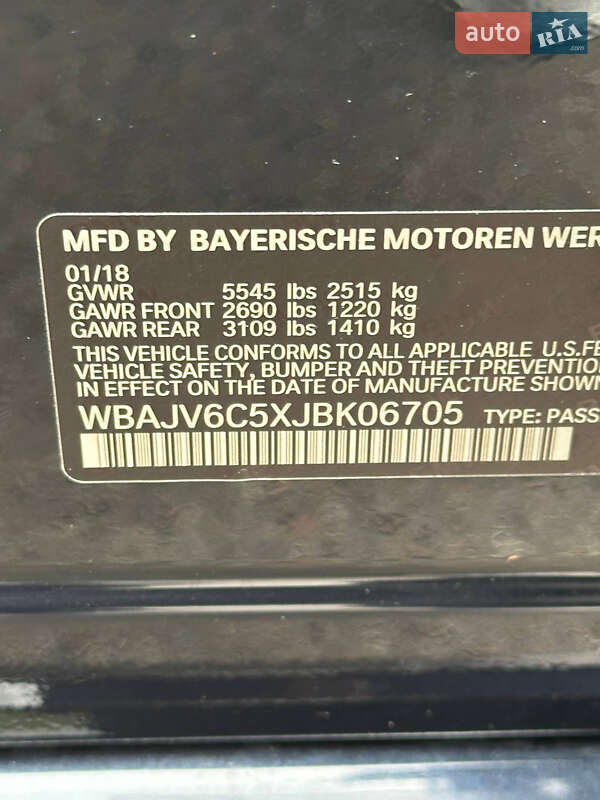 auto RIA.com
MFD BY BAYERISCHE MOTOREN WER
01/18
GVWR 5545 lbs 2515 kg
GAWR FRONT 2690 lbs 1220 kg
GAWR REAR 3109 lbs 1410 kg
THIS VEHICLE CONFORMS TO ALL APPLICABLE U.S.FE
VEHICLE SAFETY, BUMPER AND THEFT PREVENTION
IN EFFECT ON THE DATE OF MANUFACTURE SHOWN
WBAJV6C5XJBK06705 TYPE: PASS